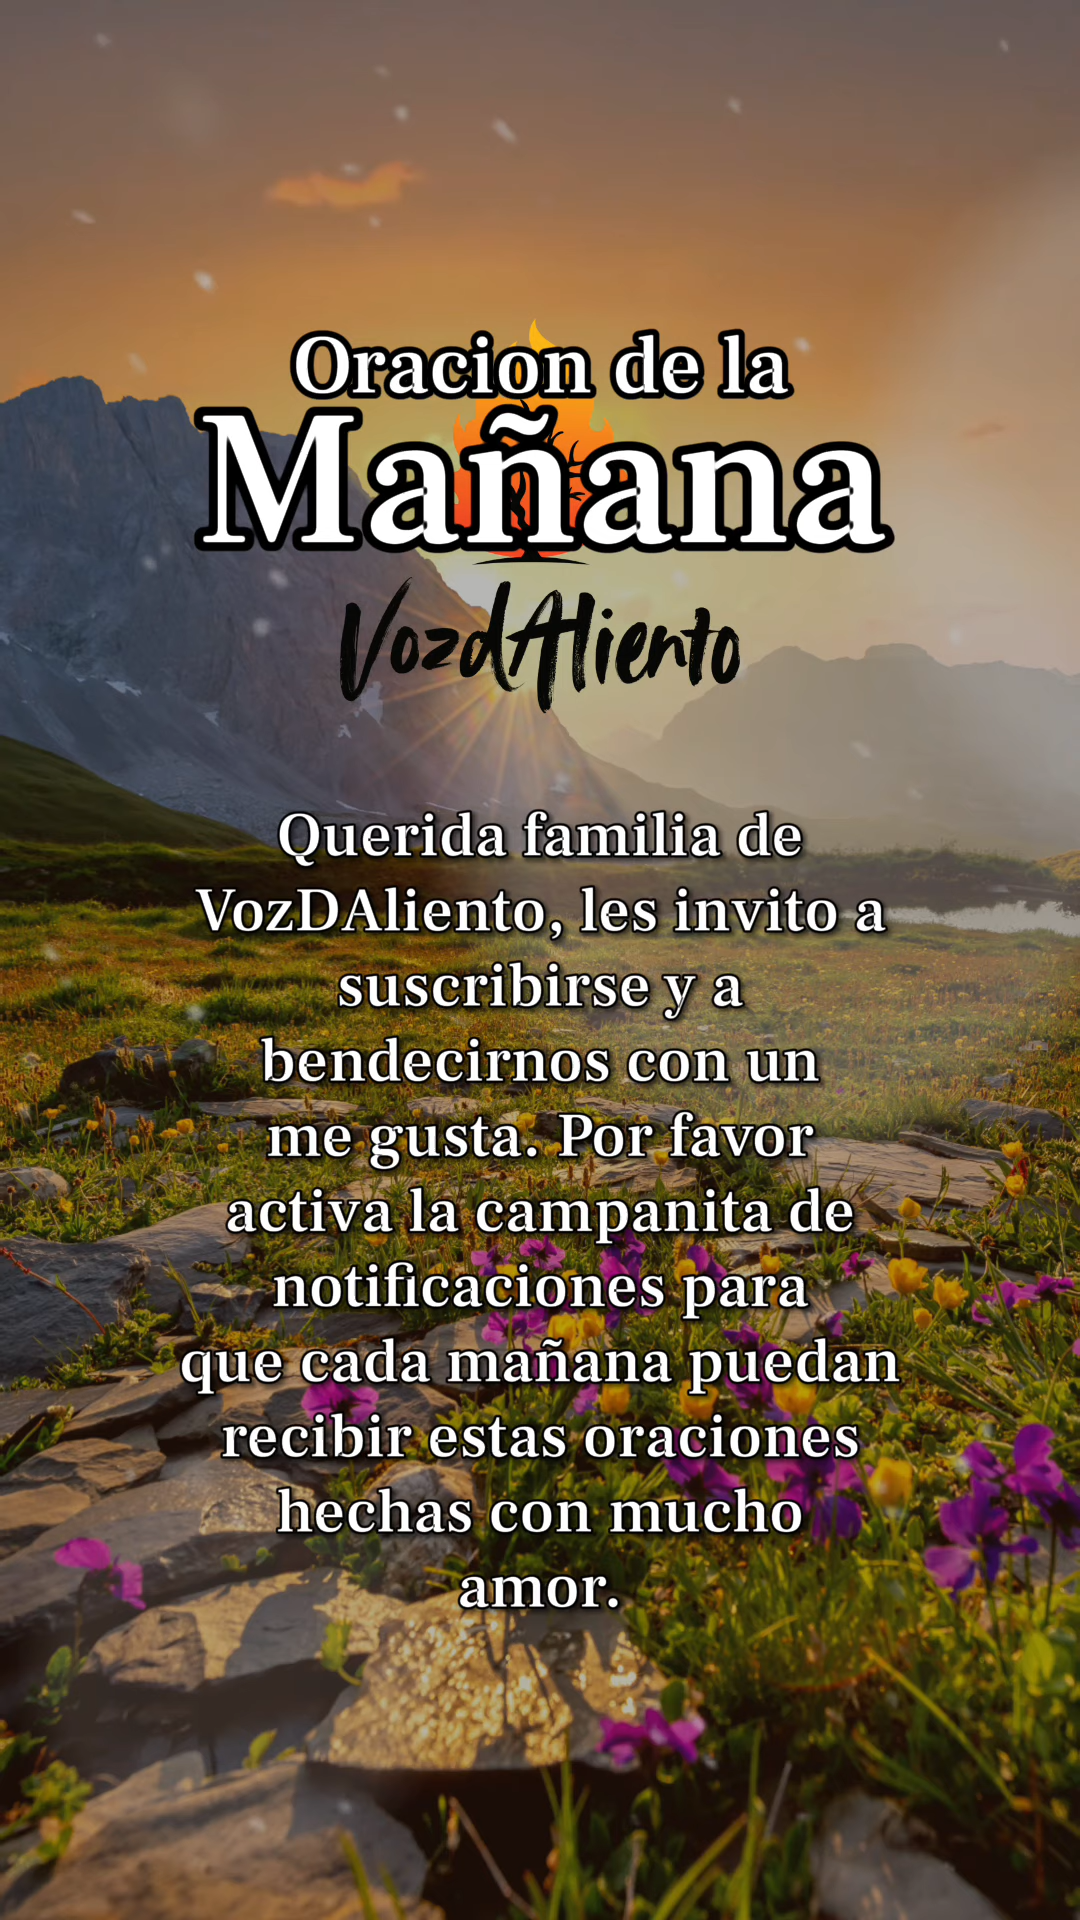 Oracion de la
Mañana
VozdAliento
Querida familia de
VozDAliento, les invito a
suscribirse y a
bendecirnos con un
me gusta. Por favor
activa la campanita de
notificaciones para
que cada mañana puedan
recibir estas oraciones
hechas con mucho
amor.